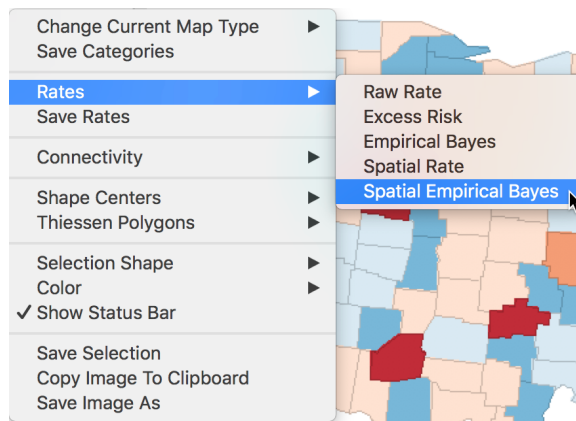 Change Current Map Type ▶
Save Categories
Rates ▶
Save Rates
Connectivity ▶
Shape Centers ▶
Thiessen Polygons ▶
Selection Shape ▶
Color ▶
✓ Show Status Bar
Save Selection
Copy Image To Clipboard
Save Image As
Raw Rate
Excess Risk
Empirical Bayes
Spatial Rate
Spatial Empirical Bayes